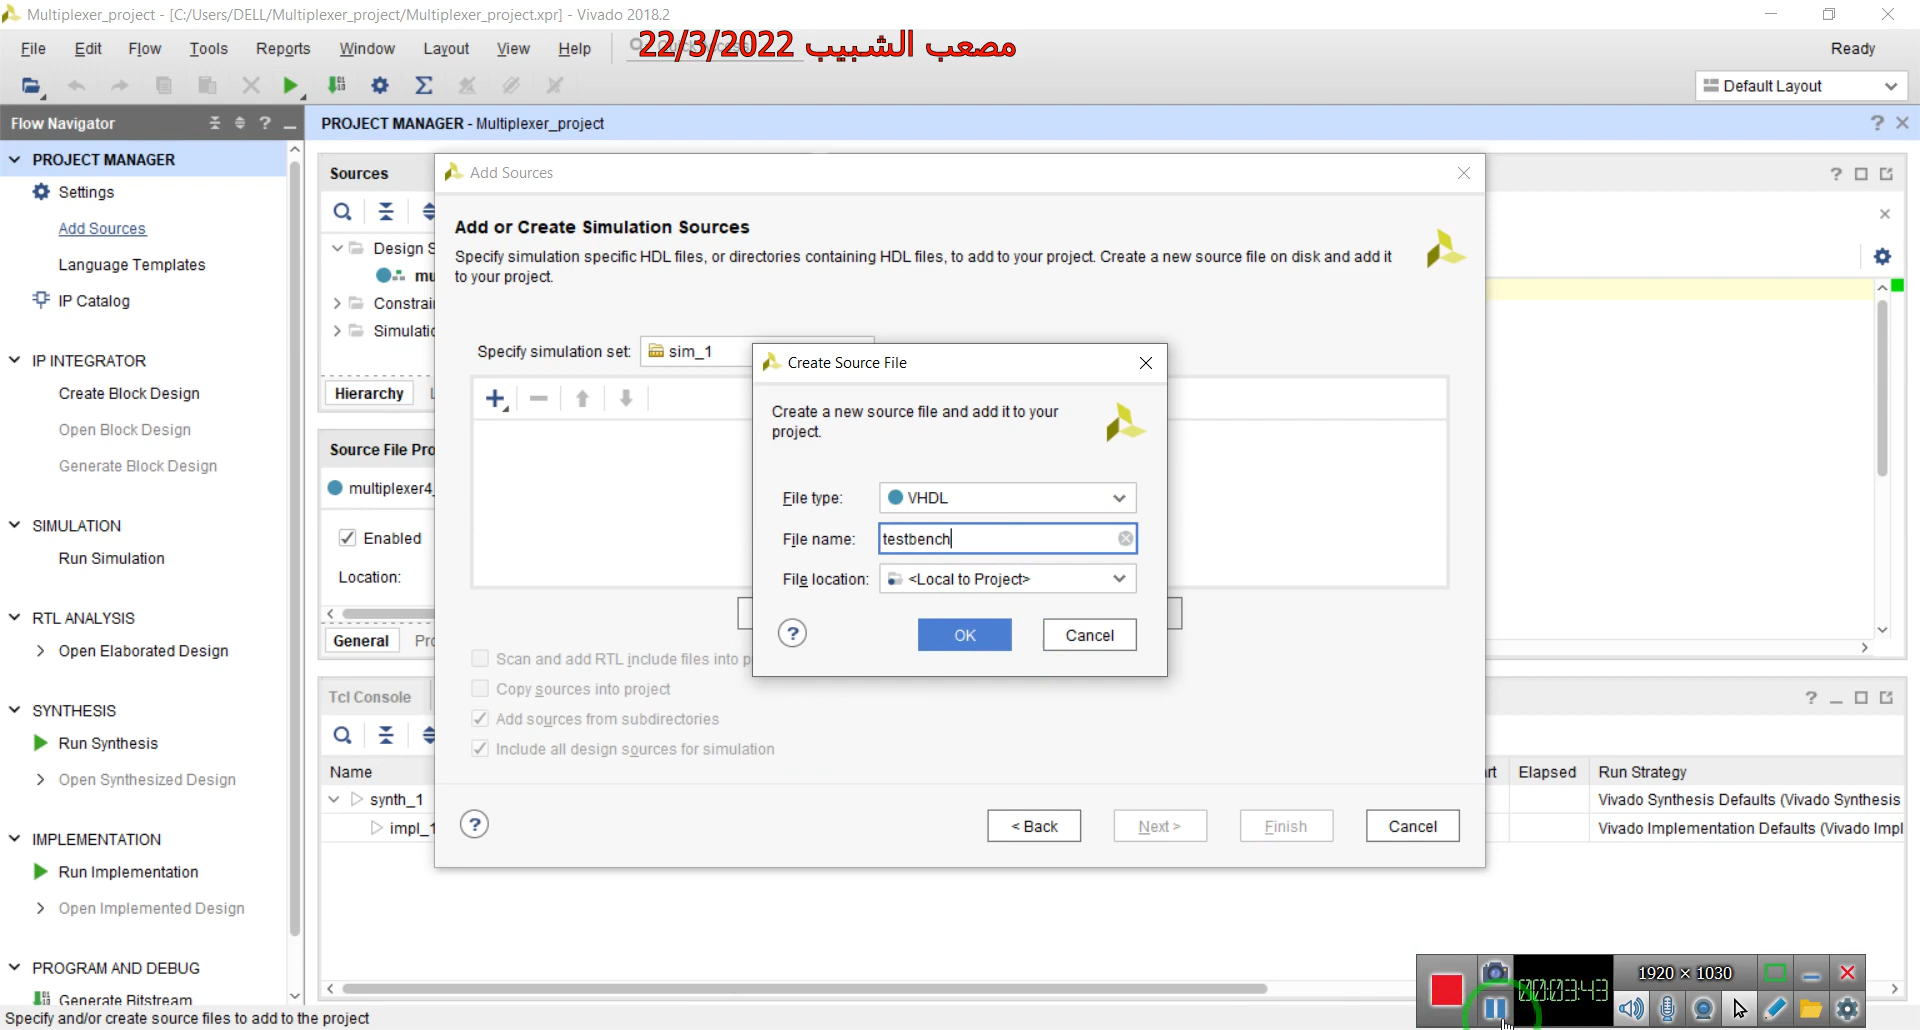 Multiplexer_project - [C:/Users/DELL/Multiplexer_project/Multiplexer_project.xpr] - Vivado 2018.2
File Edit Flow Tools Reports Window Layout View Help
مصعب الشبيب 22/3/2022
Ready
Default Layout
Flow Navigator
PROJECT MANAGER - Multiplexer_project
PROJECT MANAGER
Settings
Add Sources
Language Templates
IP Catalog
IP INTEGRATOR
Create Block Design
Open Block Design
Generate Block Design
SIMULATION
Run Simulation
RTL ANALYSIS
Open Elaborated Design
SYNTHESIS
Run Synthesis
Open Synthesized Design
IMPLEMENTATION
Run Implementation
Open Implemented Design
PROGRAM AND DEBUG
Generate Bitstream
Sources
Design S
mu
Constrai
Simulatio
Hierarchy
Source File Pro
multiplexer4_
Enabled
Location:
General Pro
Tcl Console
Name
synth_1
impl_1
Add Sources
Add or Create Simulation Sources
Specify simulation specific HDL files, or directories containing HDL files, to add to your project. Create a new source file on disk and add it
to your project.
Specify simulation set: sim_1
Scan and add RTL include files into p
Copy sources into project
Add sources from subdirectories
Include all design sources for simulation
< Back Next > Finish Cancel
Create Source File
Create a new source file and add it to your
project.
File type: VHDL
File name: testbench
File location: <Local to Project>
OK Cancel
Elapsed Run Strategy
Vivado Synthesis Defaults (Vivado Synthesis
Vivado Implementation Defaults (Vivado Impl
00:03:43
1920 × 1030
Specify and/or create source files to add to the project